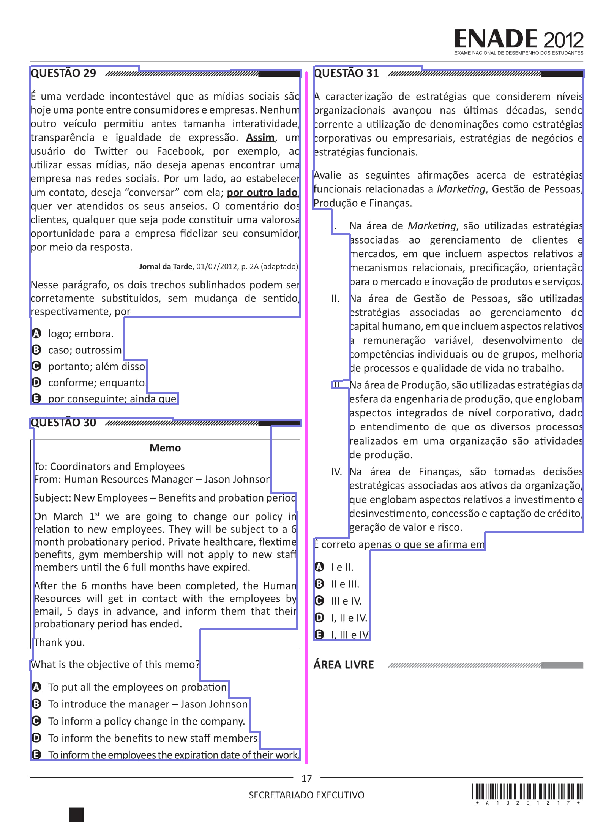 ENADE 2012
EXAME NACIONAL DE DESEMPENHO DOS ESTUDANTES
QUESTÃO 29
É uma verdade incontestável que as mídias sociais são
hoje uma ponte entre consumidores e empresas. Nenhum
outro veículo permitiu antes tamanha interatividade,
transparência e igualdade de expressão. Assim, um
usuário do Twitter ou Facebook, por exemplo, ao
utilizar essas mídias, não deseja apenas encontrar uma
empresa nas redes sociais. Por um lado, ao estabelecer
um contato, deseja “conversar” com ela; por outro lado,
quer ver atendidos os seus anseios. O comentário dos
clientes, qualquer que seja pode constituir uma valorosa
oportunidade para a empresa fidelizar seu consumidor,
por meio da resposta.
Jornal da Tarde, 01/07/2012, p. 2A (adaptado).
Nesse parágrafo, os dois trechos sublinhados podem ser
corretamente substituídos, sem mudança de sentido,
respectivamente, por
A logo; embora.
B caso; outrossim.
C portanto; além disso.
D conforme; enquanto.
E por conseguinte; ainda que.
QUESTÃO 30
Memo
To: Coordinators and Employees
From: Human Resources Manager – Jason Johnson
Subject: New Employees – Benefits and probation period
On March 1st we are going to change our policy in
relation to new employees. They will be subject to a 6
month probationary period. Private healthcare, flextime
benefits, gym membership will not apply to new staff
members until the 6 full months have expired.
After the 6 months have been completed, the Human
Resources will get in contact with the employees by
email, 5 days in advance, and inform them that their
probationary period has ended.
Thank you.
What is the objective of this memo?
A To put all the employees on probation.
B To introduce the manager – Jason Johnson.
C To inform a policy change in the company.
D To inform the benefits to new staff members.
E To inform the employees the expiration date of their work.
QUESTÃO 31
A caracterização de estratégias que considerem níveis
organizacionais avançou nas últimas décadas, sendo
corrente a utilização de denominações como estratégias
corporativas ou empresariais, estratégias de negócios e
estratégias funcionais.
Avalie as seguintes afirmações acerca de estratégias
funcionais relacionadas a Marketing, Gestão de Pessoas,
Produção e Finanças.
I. Na área de Marketing, são utilizadas estratégias
associadas ao gerenciamento de clientes e
mercados, em que incluem aspectos relativos a
mecanismos relacionais, precificação, orientação
para o mercado e inovação de produtos e serviços.
II. Na área de Gestão de Pessoas, são utilizadas
estratégias associadas ao gerenciamento do
capital humano, em que incluem aspectos relativos
a remuneração variável, desenvolvimento de
competências individuais ou de grupos, melhoria
de processos e qualidade de vida no trabalho.
III. Na área de Produção, são utilizadas estratégias da
esfera da engenharia de produção, que englobam
aspectos integrados de nível corporativo, dado
o entendimento de que os diversos processos
realizados em uma organização são atividades
de produção.
IV. Na área de Finanças, são tomadas decisões
estratégicas associadas aos ativos da organização,
que englobam aspectos relativos a investimento e
desinvestimento, concessão e captação de crédito,
geração de valor e risco.
É correto apenas o que se afirma em
A I e II.
B II e III.
C III e IV.
D I, II e IV.
E I, III e IV.
ÁREA LIVRE
17
SECRETARIADO EXECUTIVO